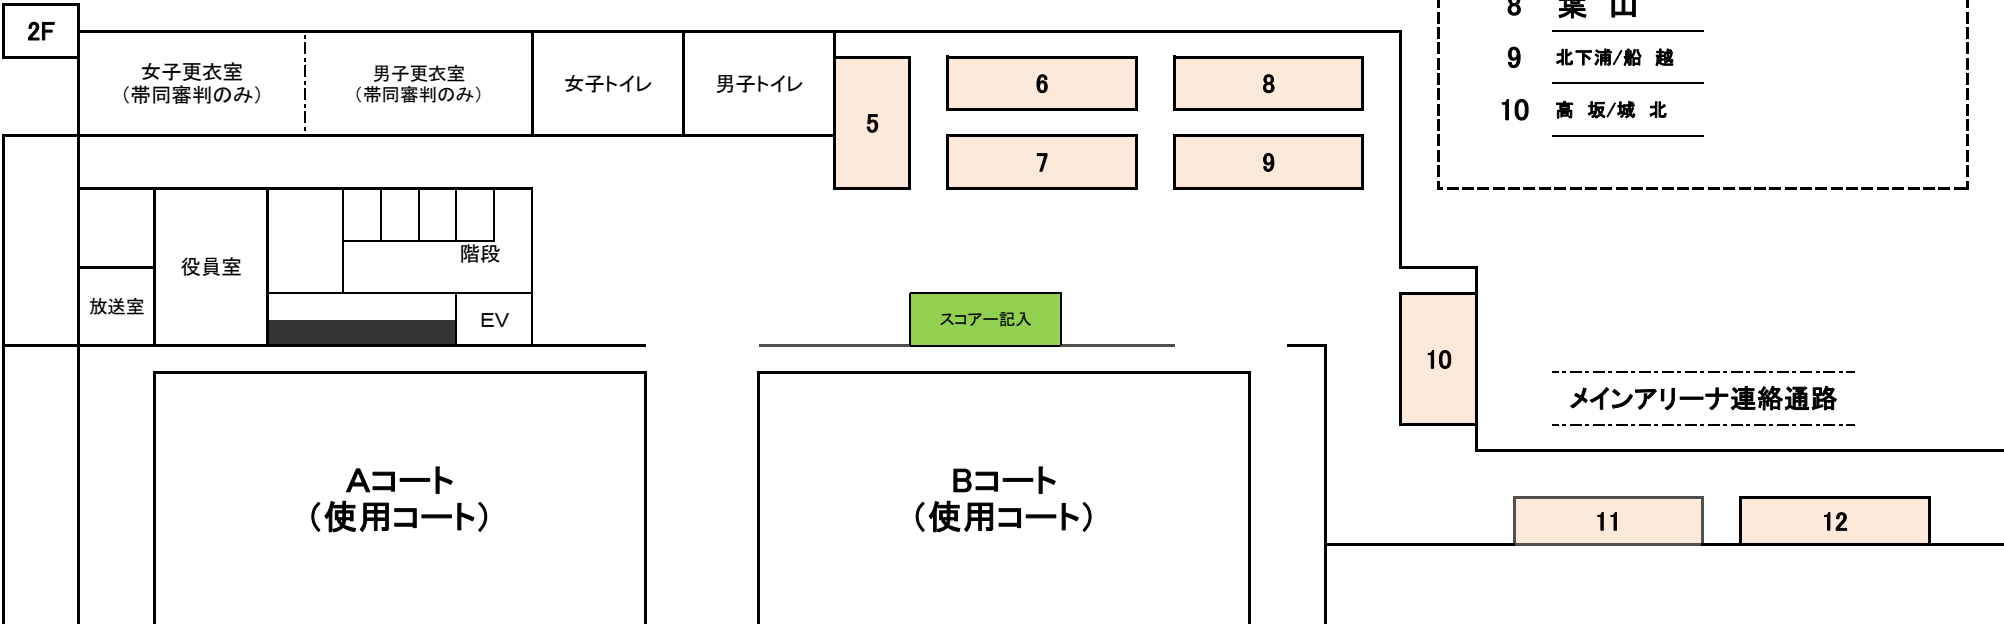 2F
8 葉 山
9 北下浦/船 越
10 高 坂/城 北
女子更衣室
（帯同審判のみ）
男子更衣室
（帯同審判のみ）
女子トイレ
男子トイレ
5
6
8
7
9
階段
役員室
放送室
EV
スコアー記入
10
メインアリーナ連絡通路
Aコート
（使用コート）
Bコート
（使用コート）
11
12